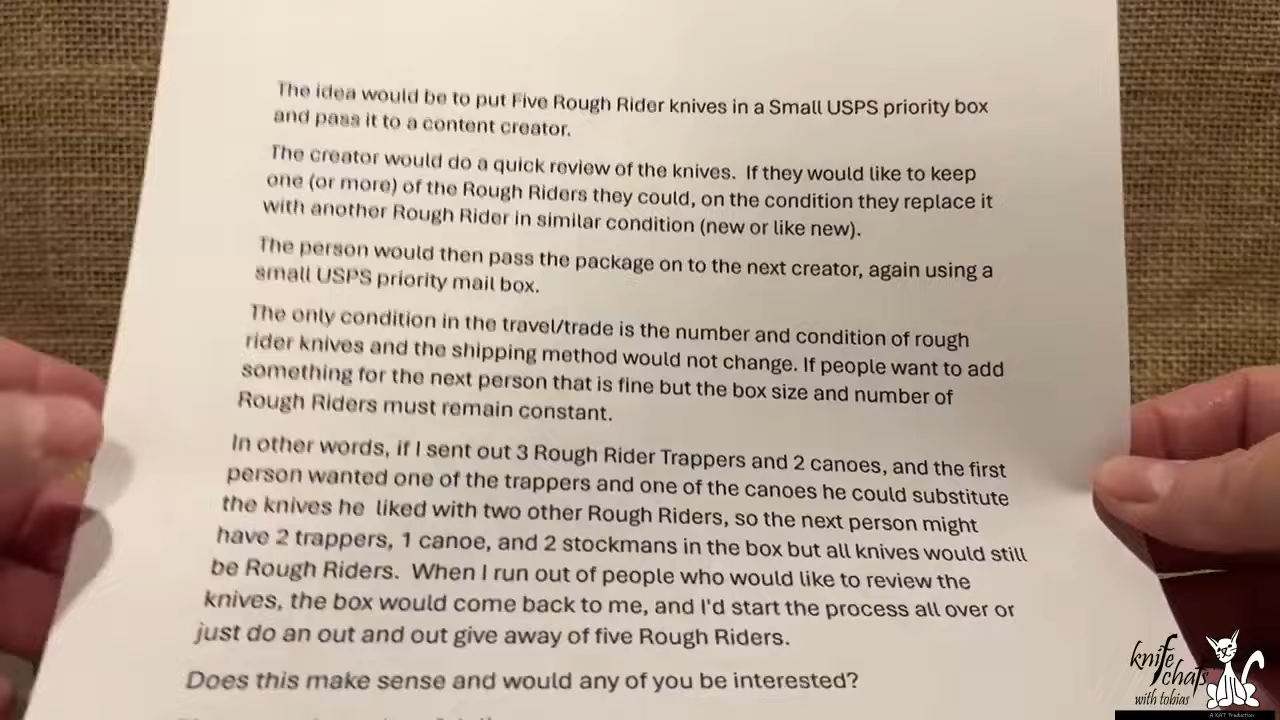 The idea would be to put Five Rough Rider knives in a Small USPS priority box
and pass it to a content creator.
The creator would do a quick review of the knives.  If they would like to keep
one (or more) of the Rough Riders they could, on the condition they replace it
with another Rough Rider in similar condition (new or like new).
The person would then pass the package on to the next creator, again using a
small USPS priority mail box.
The only condition in the travel/trade is the number and condition of rough
rider knives and the shipping method would not change. If people want to add
something for the next person that is fine but the box size and number of
Rough Riders must remain constant.
In other words, if I sent out 3 Rough Rider Trappers and 2 canoes, and the first
person wanted one of the trappers and one of the canoes he could substitute
the knives he  liked with two other Rough Riders, so the next person might
have 2 trappers, 1 canoe, and 2 stockmans in the box but all knives would still
be Rough Riders.  When I run out of people who would like to review the
knives, the box would come back to me, and I'd start the process all over or
just do an out and out give away of five Rough Riders.
Does this make sense and would any of you be interested?
knife
chats
with tobias
A KAT Production